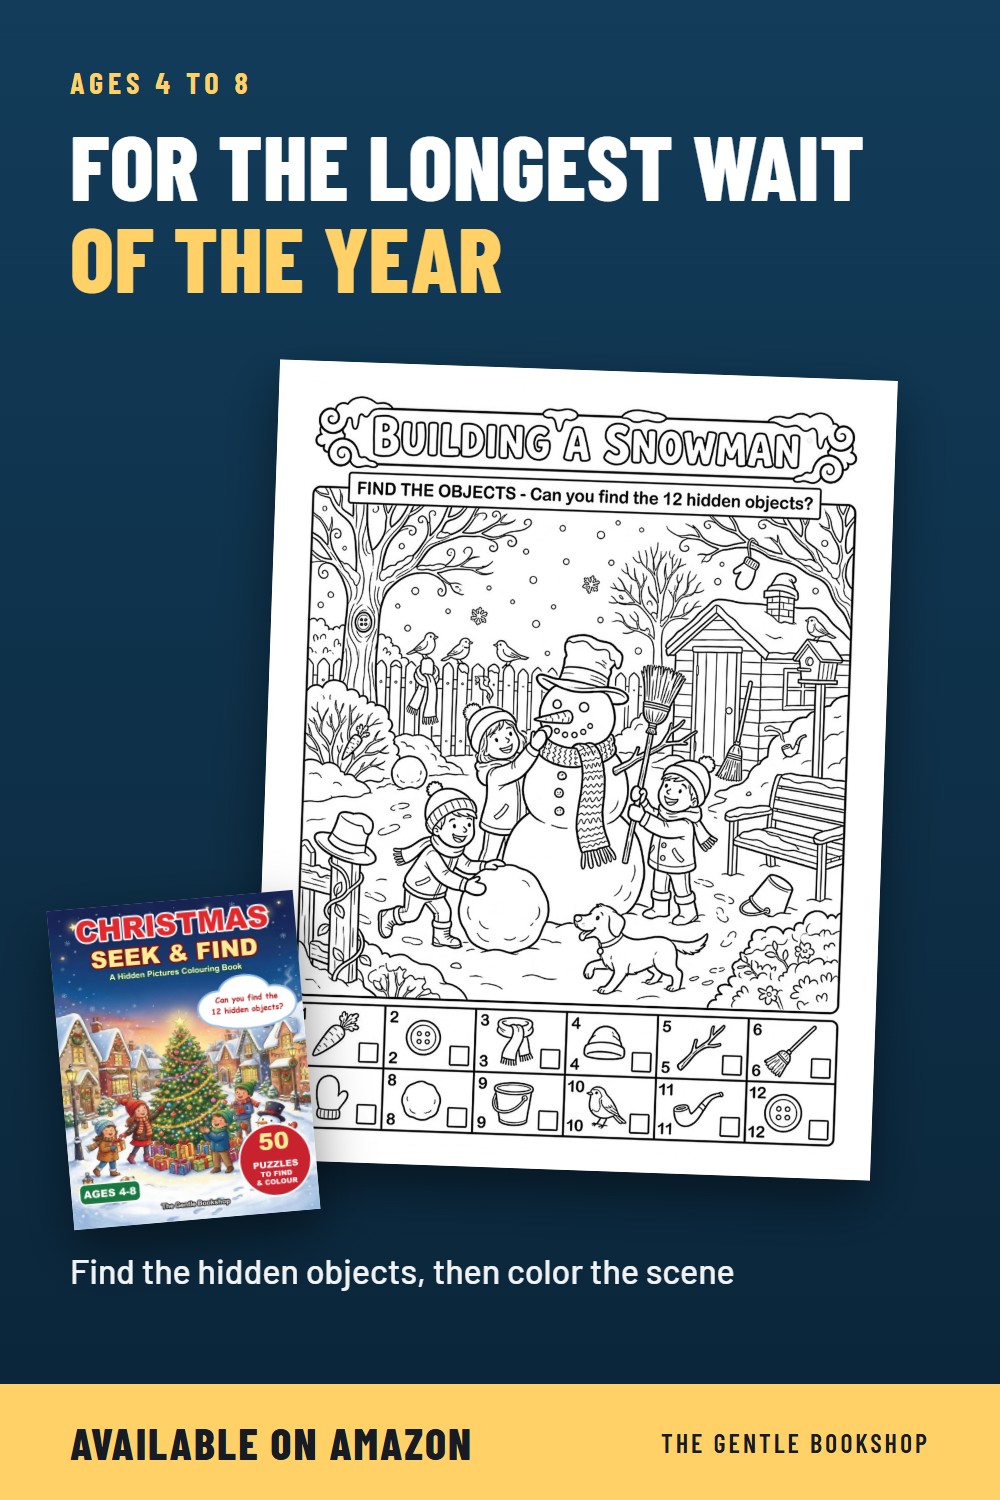 AGES 4 TO 8
FOR THE LONGEST WAIT
OF THE YEAR
BUILDING A SNOWMAN
FIND THE OBJECTS - Can you find the 12 hidden objects?
1 2 3 4 5 6
2 3 4 5 6
8 9 10 11 12
8 9 10 11 12
CHRISTMAS
SEEK & FIND
A Hidden Pictures Colouring Book
Can you find the
12 hidden objects?
50
PUZZLES
TO FIND
& COLOUR
AGES 4-8
The Gentle Bookshop
Find the hidden objects, then color the scene
AVAILABLE ON AMAZON
THE GENTLE BOOKSHOP